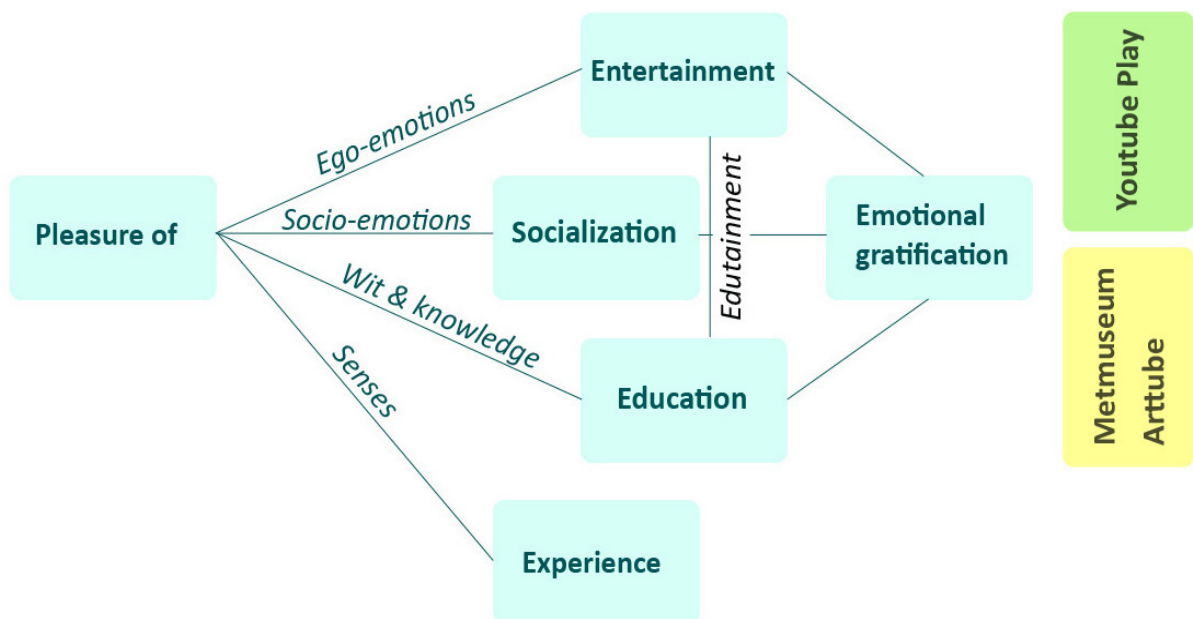 Entertainment
Youtube Play
Ego-emotions
Pleasure of
Socio-emotions
Socialization
Edutainment
Emotional
gratification
Wit & knowledge
Senses
Education
Metmuseum
Arttube
Experience